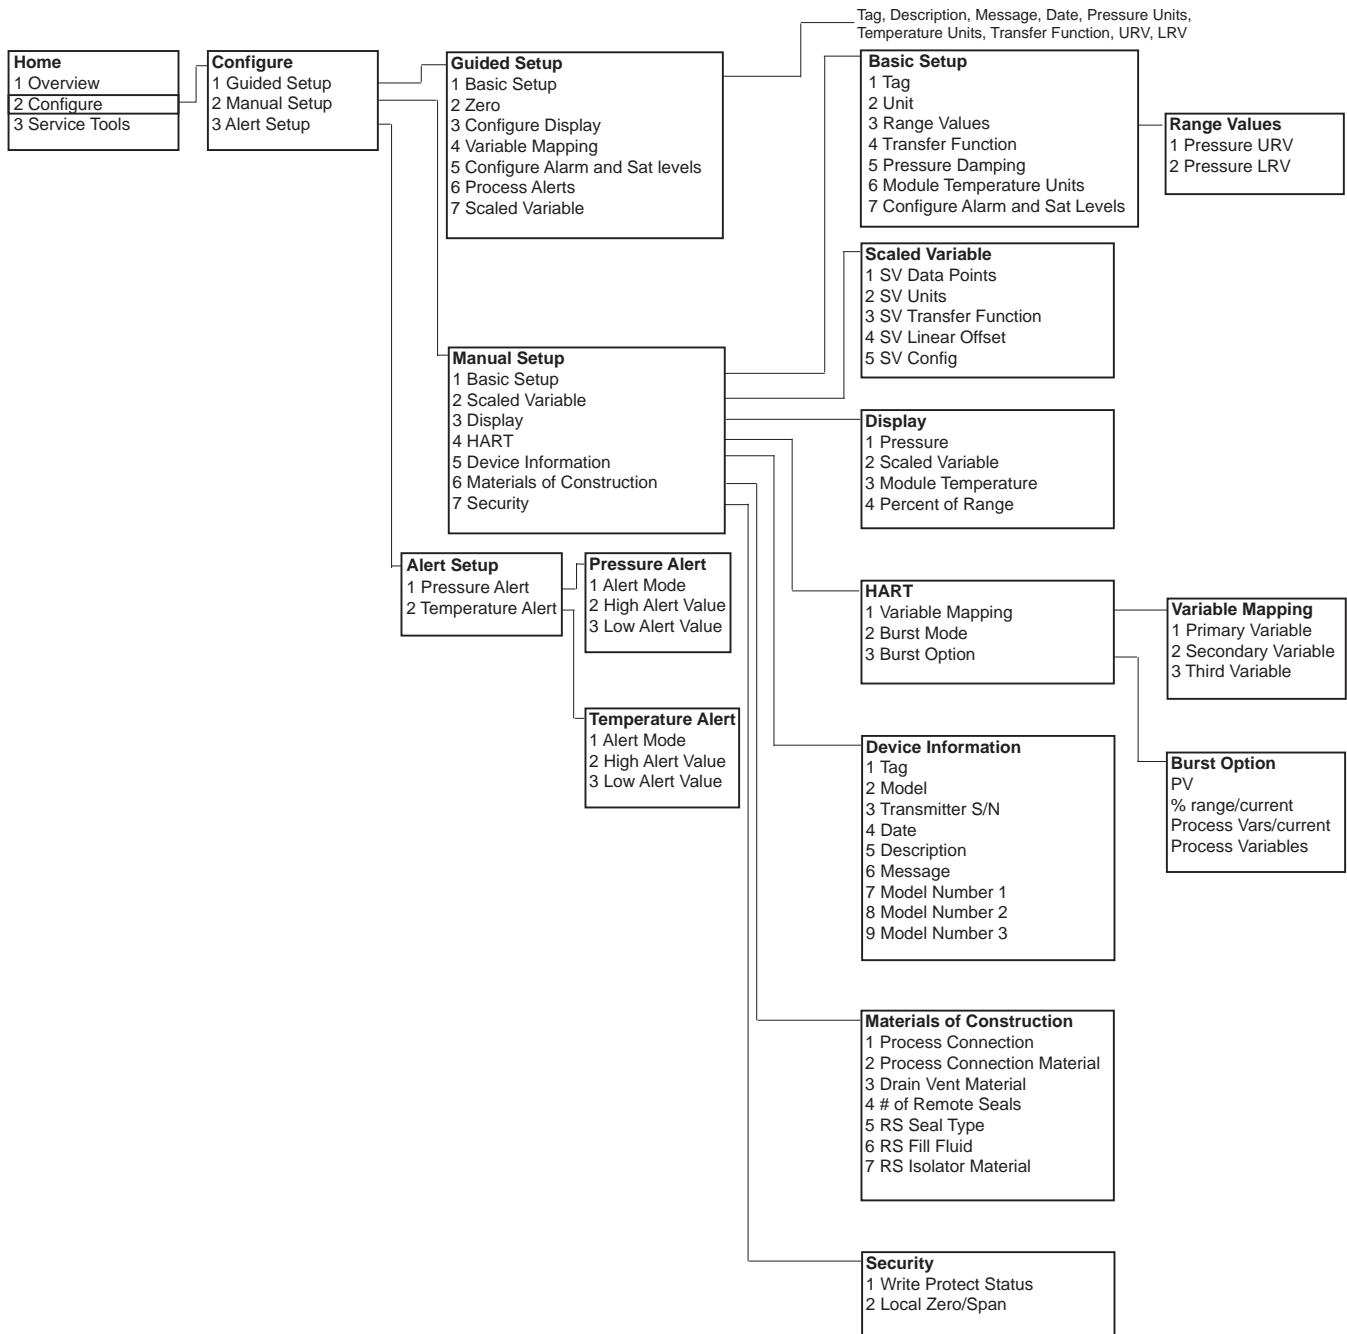 Tag, Description, Message, Date, Pressure Units,
Temperature Units, Transfer Function, URV, LRV
Home
1 Overview
2 Configure
3 Service Tools
Configure
1 Guided Setup
2 Manual Setup
3 Alert Setup
Guided Setup
1 Basic Setup
2 Zero
3 Configure Display
4 Variable Mapping
5 Configure Alarm and Sat levels
6 Process Alerts
7 Scaled Variable
Basic Setup
1 Tag
2 Unit
3 Range Values
4 Transfer Function
5 Pressure Damping
6 Module Temperature Units
7 Configure Alarm and Sat Levels
Range Values
1 Pressure URV
2 Pressure LRV
Scaled Variable
1 SV Data Points
2 SV Units
3 SV Transfer Function
4 SV Linear Offset
5 SV Config
Manual Setup
1 Basic Setup
2 Scaled Variable
3 Display
4 HART
5 Device Information
6 Materials of Construction
7 Security
Display
1 Pressure
2 Scaled Variable
3 Module Temperature
4 Percent of Range
Alert Setup
1 Pressure Alert
2 Temperature Alert
Pressure Alert
1 Alert Mode
2 High Alert Value
3 Low Alert Value
HART
1 Variable Mapping
2 Burst Mode
3 Burst Option
Variable Mapping
1 Primary Variable
2 Secondary Variable
3 Third Variable
Temperature Alert
1 Alert Mode
2 High Alert Value
3 Low Alert Value
Device Information
1 Tag
2 Model
3 Transmitter S/N
4 Date
5 Description
6 Message
7 Model Number 1
8 Model Number 2
9 Model Number 3
Burst Option
PV
% range/current
Process Vars/current
Process Variables
Materials of Construction
1 Process Connection
2 Process Connection Material
3 Drain Vent Material
4 # of Remote Seals
5 RS Seal Type
6 RS Fill Fluid
7 RS Isolator Material
Security
1 Write Protect Status
2 Local Zero/Span